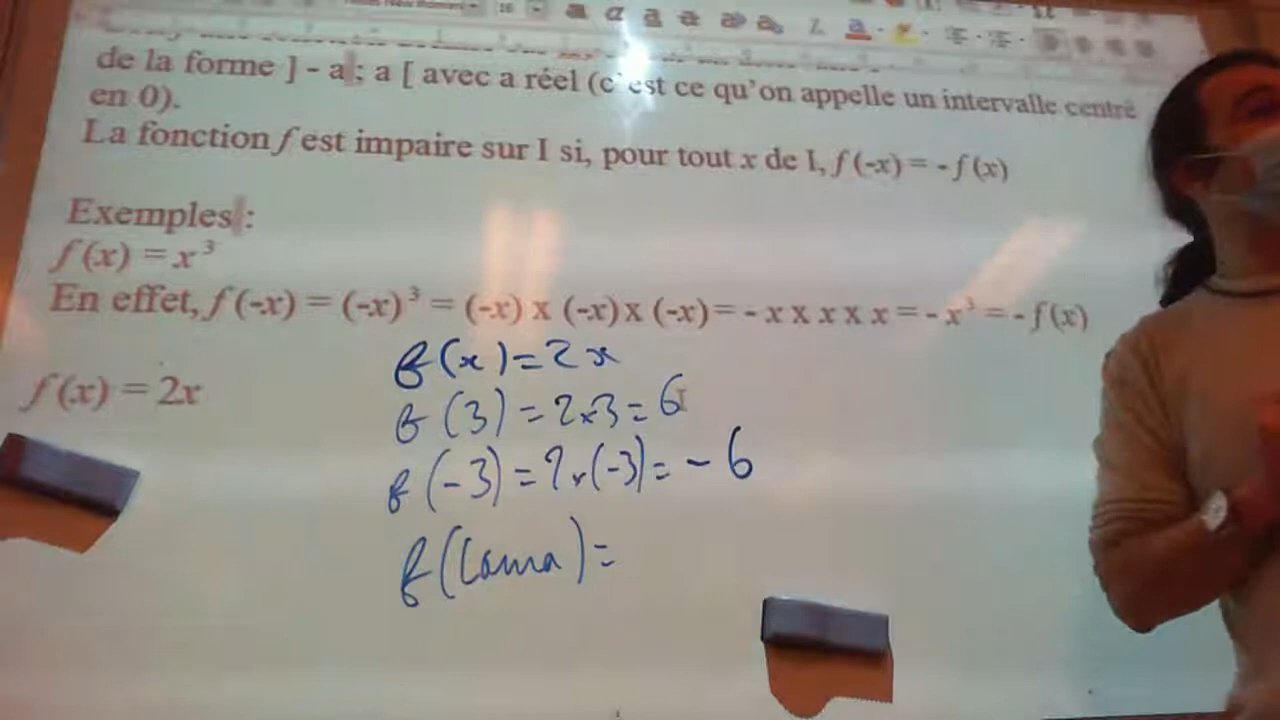 de la forme ] - a ; a [ avec a réel (c'est ce qu'on appelle un intervalle centré
en 0).
La fonction f est impaire sur I si, pour tout x de I, f (-x) = - f (x)
Exemples :
f (x) = x³
En effet, f (-x) = (-x)³ = (-x) x (-x) x (-x) = - x x x x x = - x³ = - f(x)
f(x) = 2x
f (x) = 2x
f (3) = 2x3 = 6
f (-3) = 2x(-3) = - 6
f (Lama) =